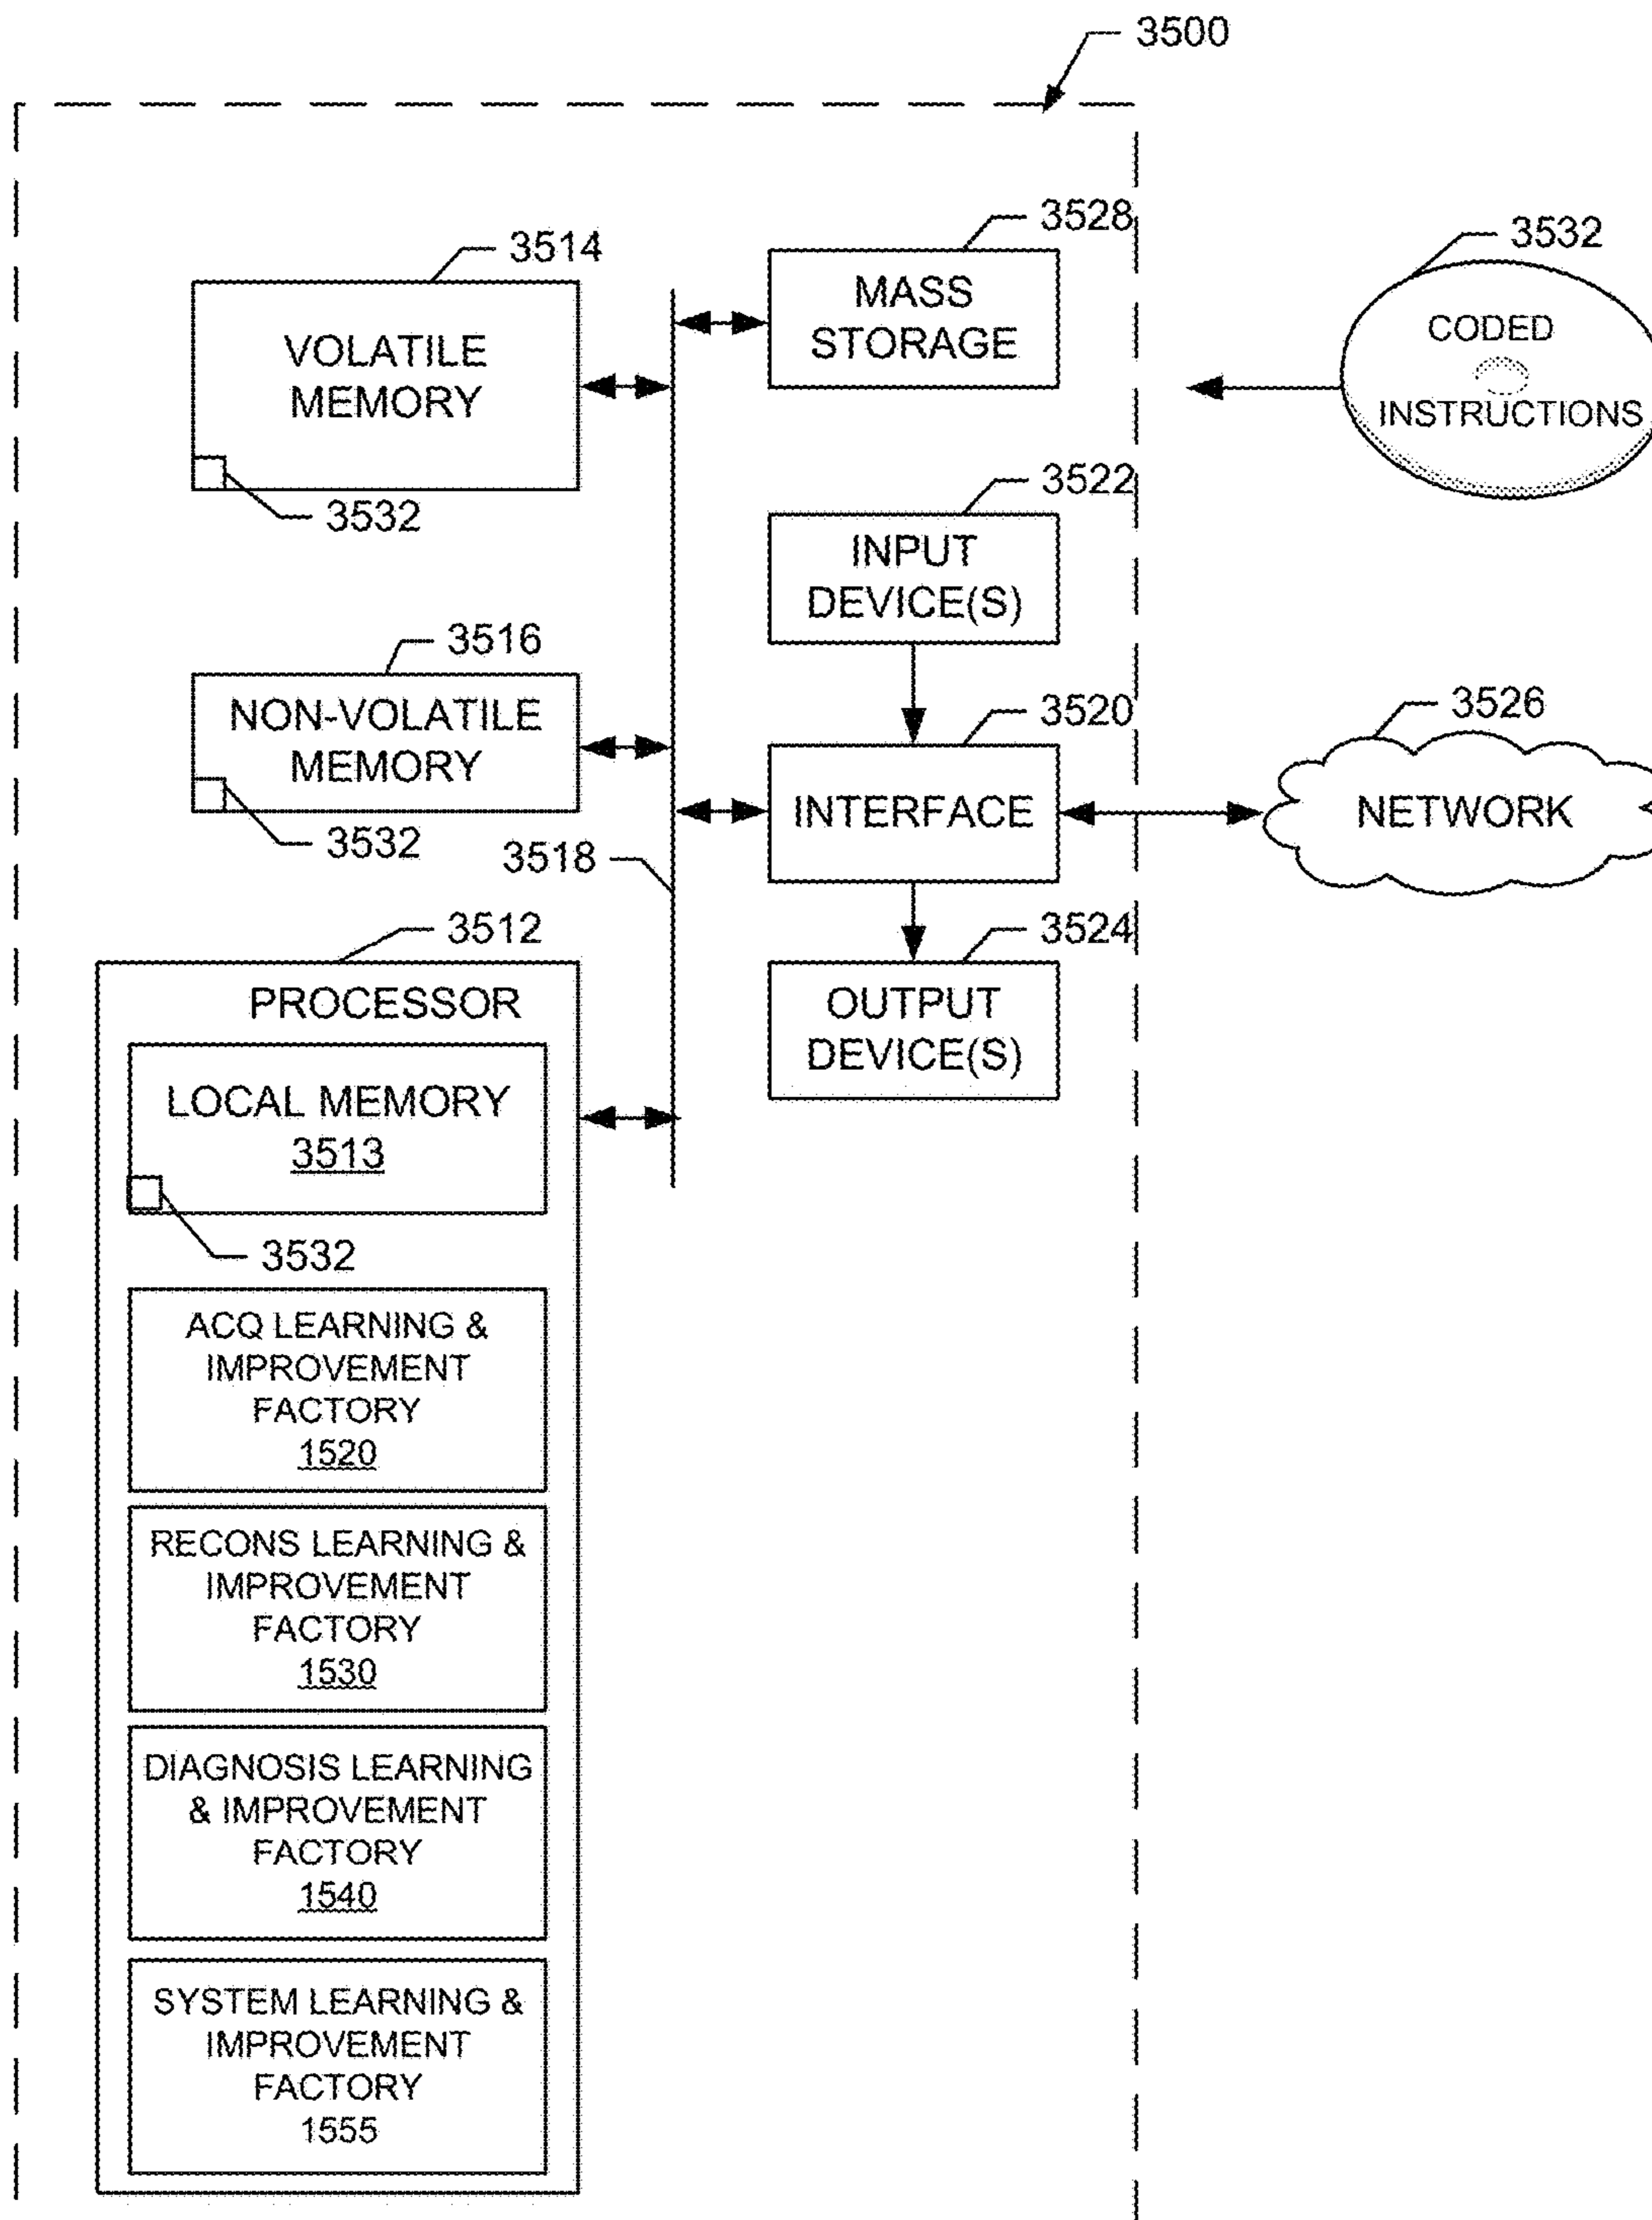 3500
3528
3514
MASS
STORAGE
3532
CODED
INSTRUCTIONS
VOLATILE
MEMORY
3532
3522
INPUT
DEVICE(S)
3516
NON-VOLATILE
MEMORY
3532
3520
INTERFACE
3526
NETWORK
3518
3512
3524
OUTPUT
DEVICE(S)
PROCESSOR
LOCAL MEMORY
3513
3532
ACQ LEARNING &
IMPROVEMENT
FACTORY
1520
RECONS LEARNING &
IMPROVEMENT
FACTORY
1530
DIAGNOSIS LEARNING
& IMPROVEMENT
FACTORY
1540
SYSTEM LEARNING &
IMPROVEMENT
FACTORY
1555